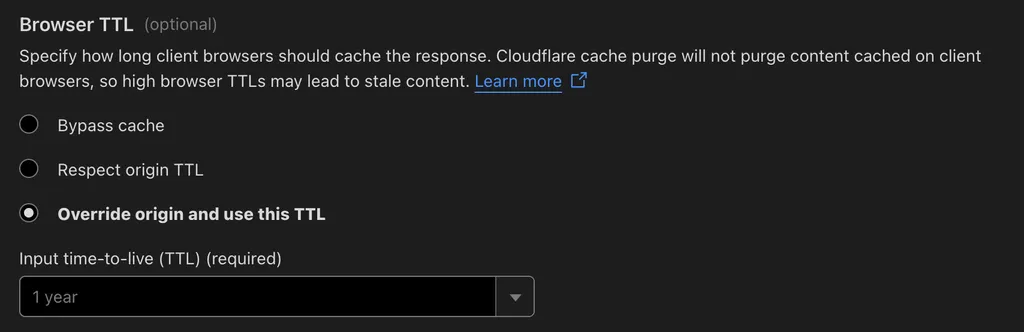 Browser TTL (optional)
Specify how long client browsers should cache the response. Cloudflare cache purge will not purge content cached on client
browsers, so high browser TTLs may lead to stale content. Learn more
Bypass cache
Respect origin TTL
Override origin and use this TTL
Input time-to-live (TTL) (required)
1 year